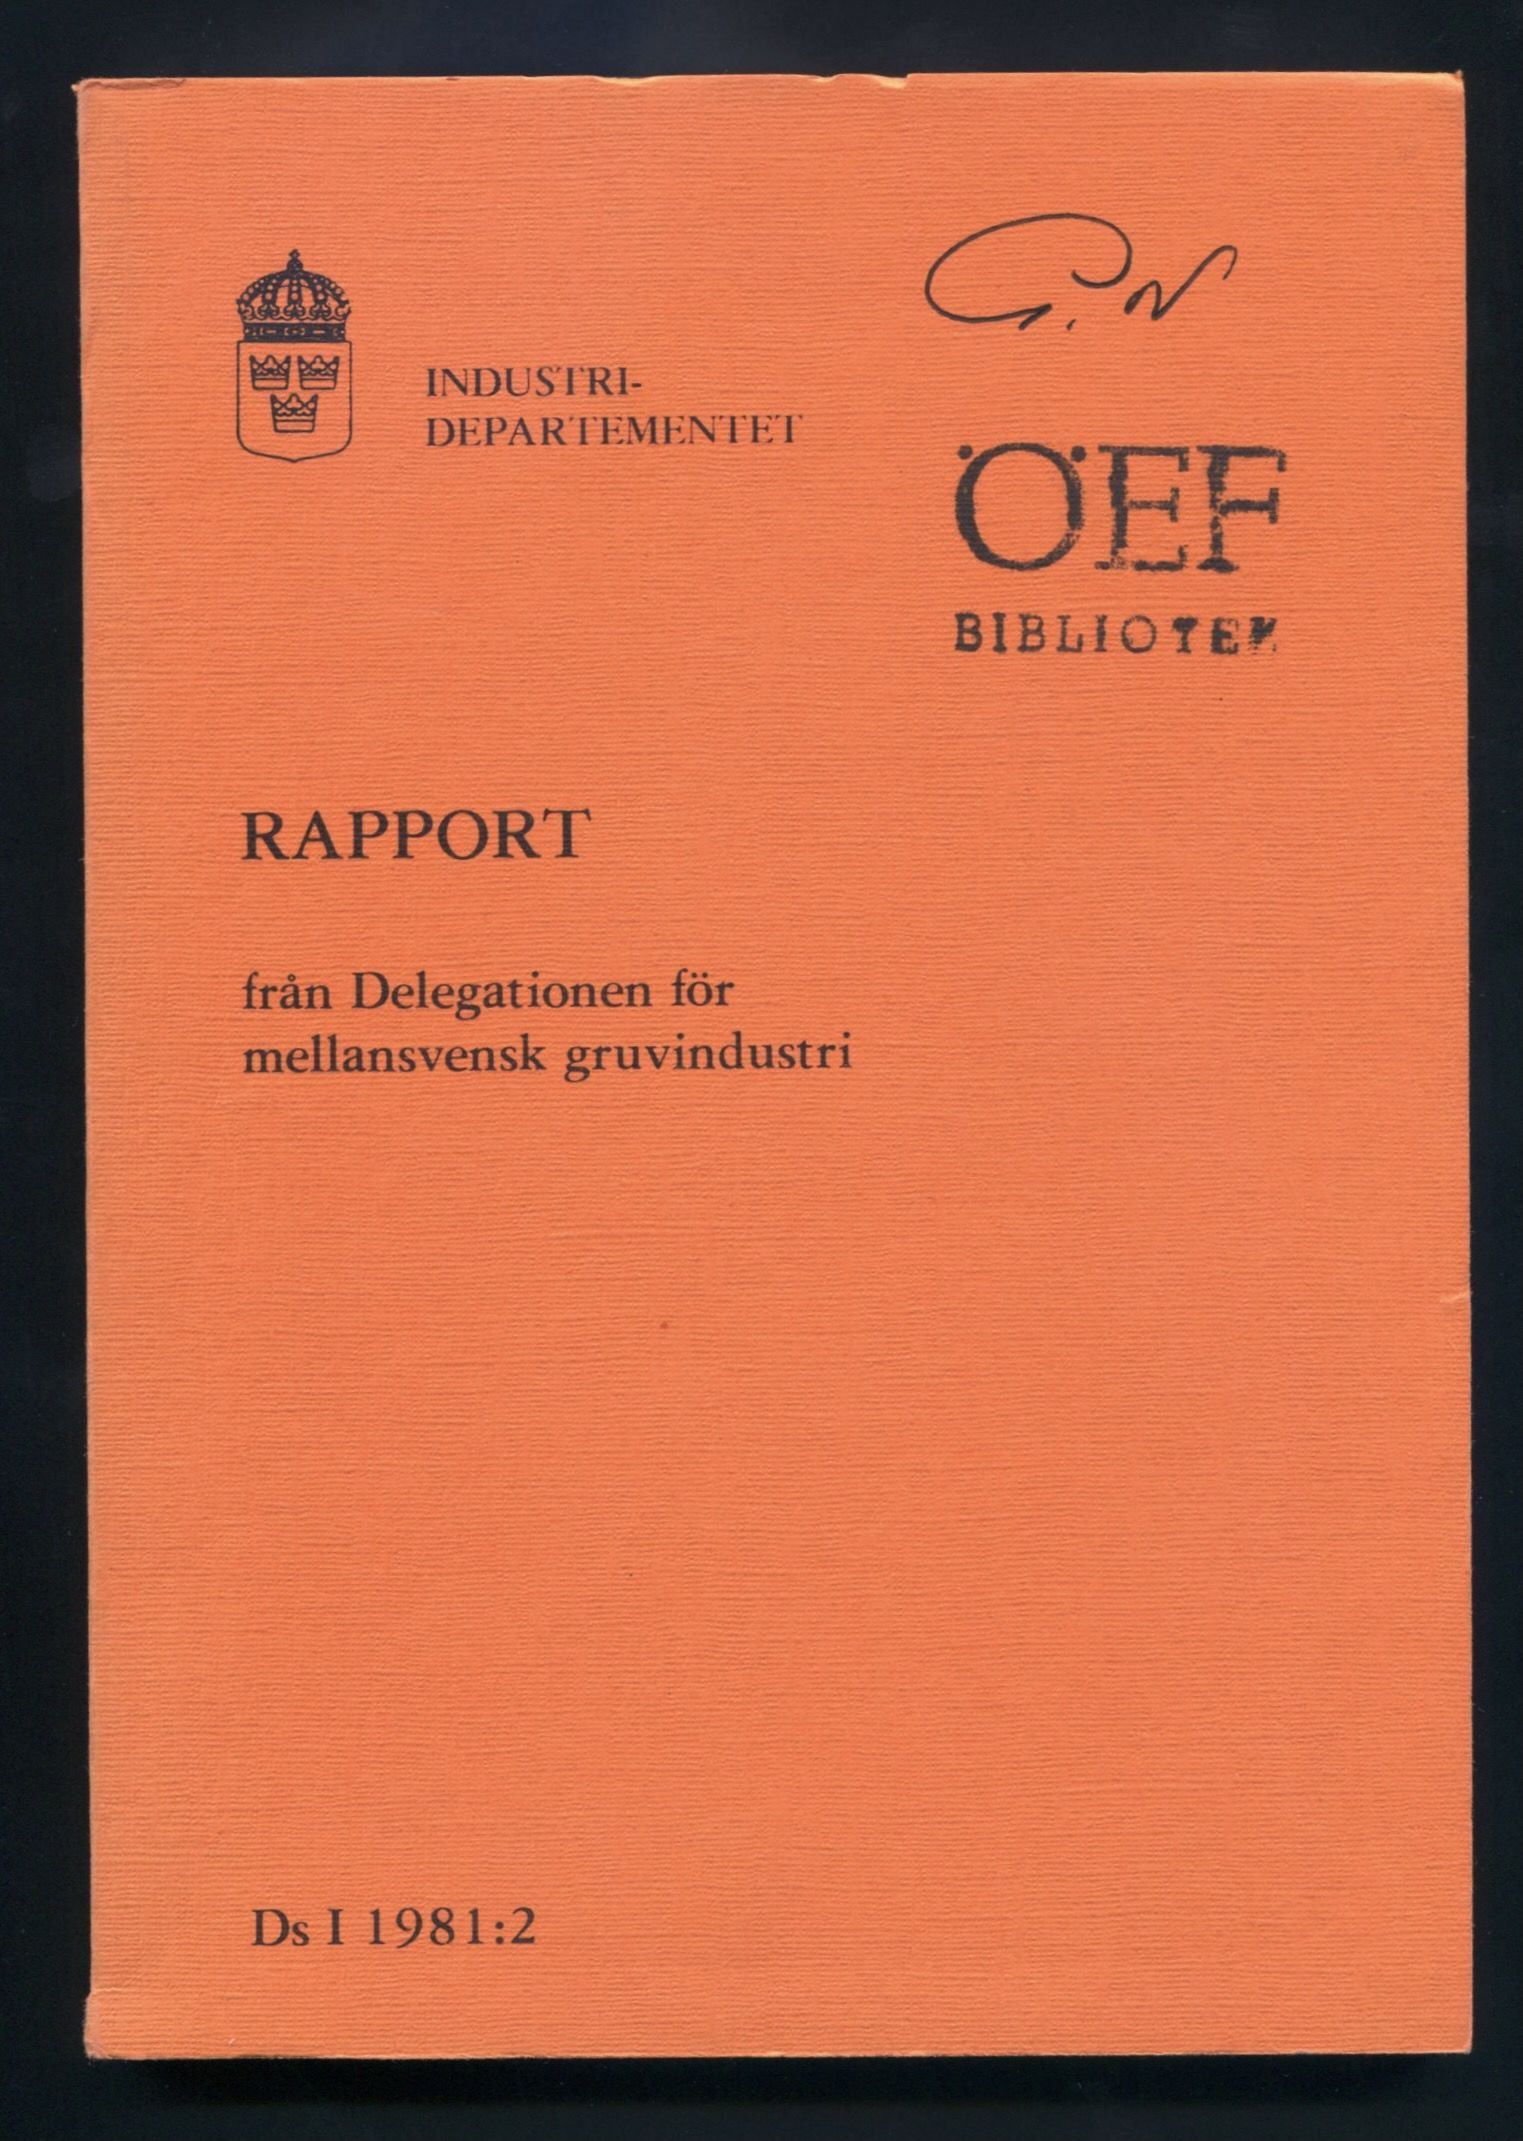 INDUSTRI-
DEPARTEMENTET
ÖEF
BIBLIOTEK
RAPPORT
från Delegationen för
mellansvensk gruvindustri
Ds I 1981:2